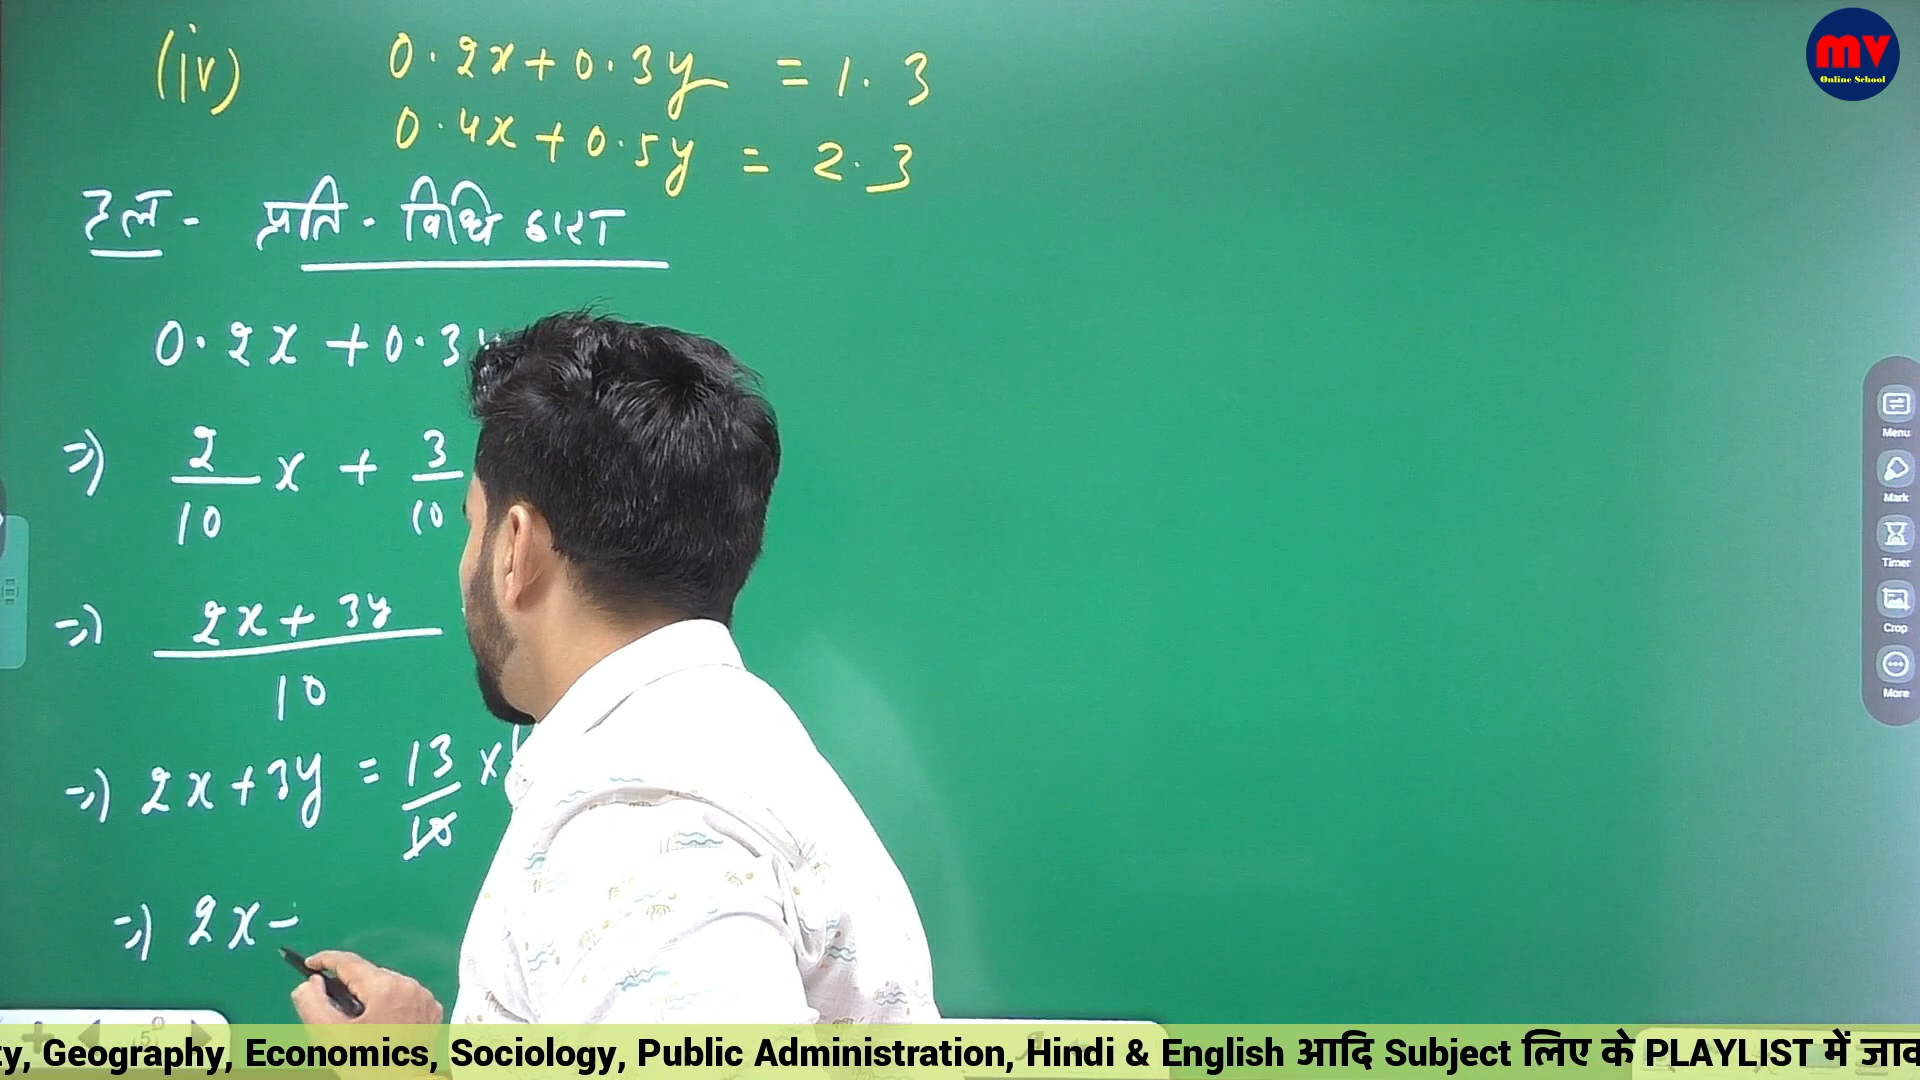 (iv) 0.2x + 0.3y = 1.3
0.4x + 0.5y = 2.3
हल - प्रति - विधि द्वारा
0.2x + 0.3y
⇒) 2/10 x + 3/10
⇒) 2x + 3y / 10
⇒) 2x + 3y = 13/10 ×
⇒) 2x -
mv
Online School
Menu
Mark
Timer
Crop
More
Geography, Economics, Sociology, Public Administration, Hindi & English आदि Subject लिए के PLAYLIST में